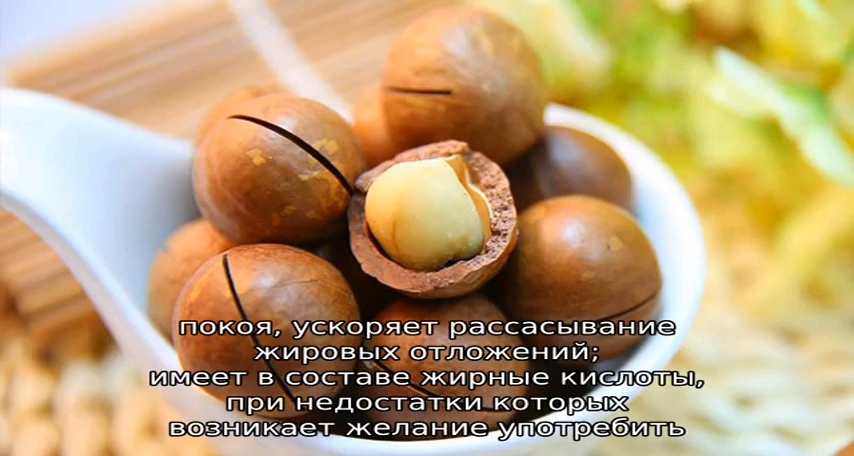 покоя, ускоряет рассасывание
жировых отложений;
имеет в составе жирные кислоты,
при недостатки которых
возникает желание употребить